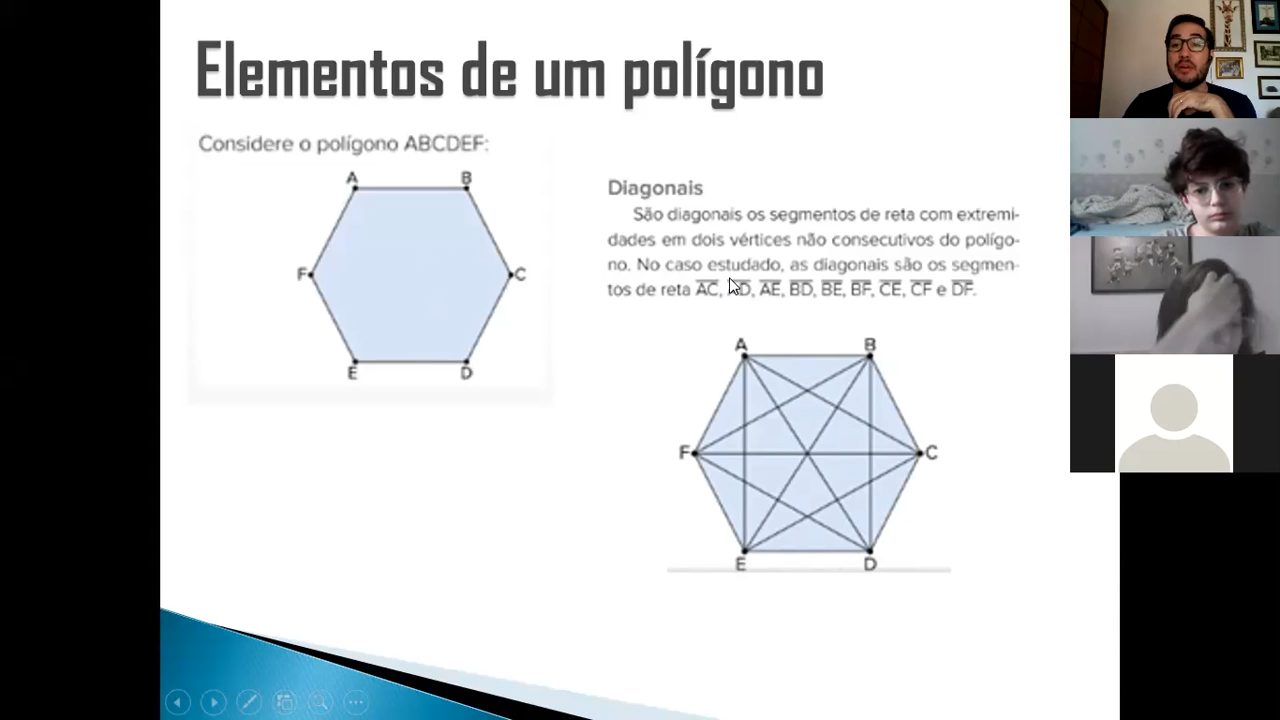 Elementos de um polígono
Considere o polígono ABCDEF:
A B
F C
E D
Diagonais
São diagonais os segmentos de reta com extremi-
dades em dois vértices não consecutivos do polígo-
no. No caso estudado, as diagonais são os segmen-
tos de reta AC, D, AE, BD, BE, BF, CE, CF e DF.
A B
F C
E D